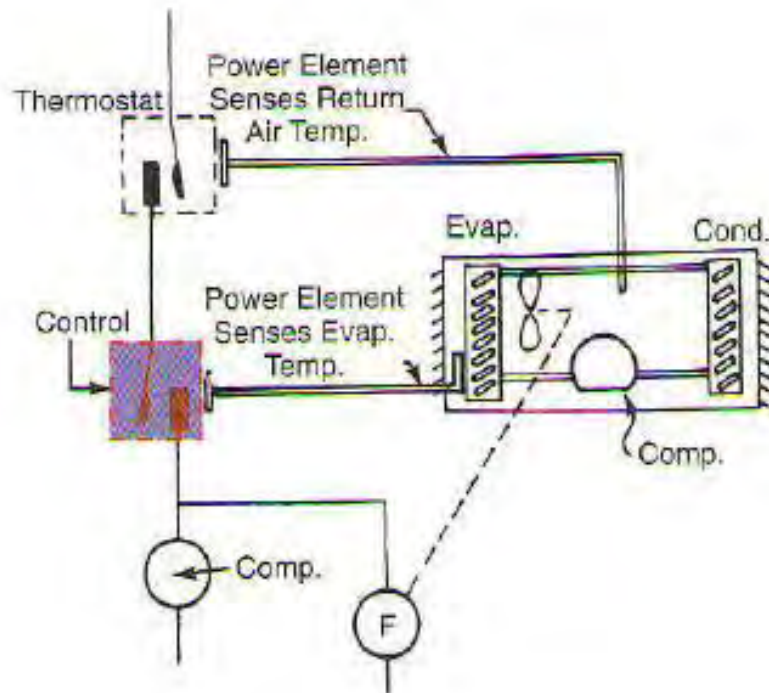 Power Element
Senses Return
Air Temp.
Thermostat
Evap.
Cond.
Power Element
Senses Evap.
Temp.
Control
Comp.
Comp.
F